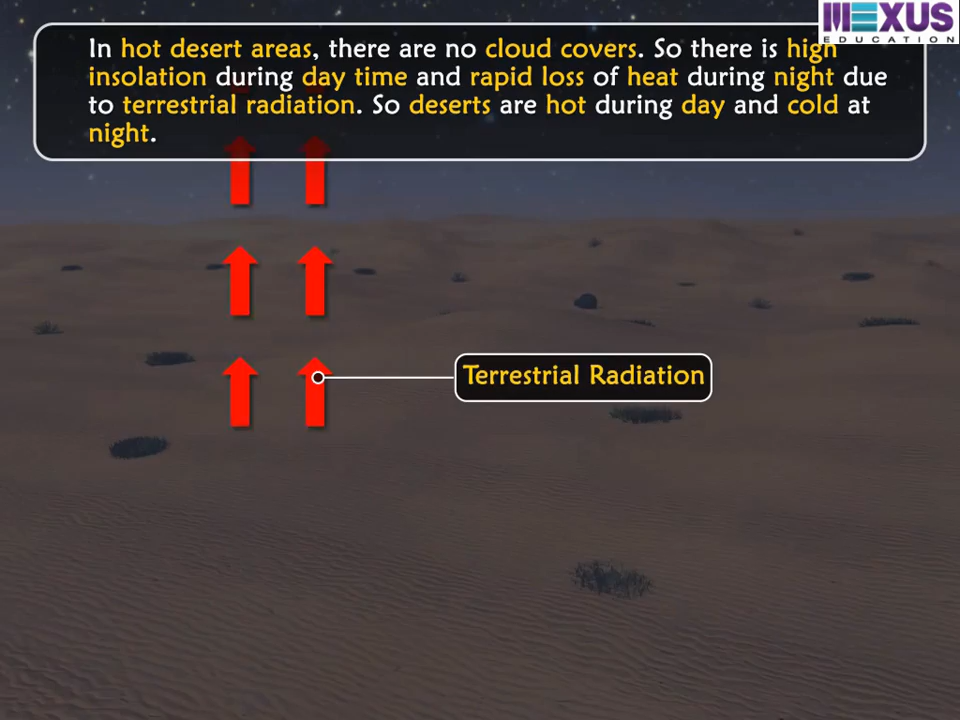 MEXUS
EDUCATION
In hot desert areas, there are no cloud covers. So there is high
insolation during day time and rapid loss of heat during night due
to terrestrial radiation. So deserts are hot during day and cold at
night.
Terrestrial Radiation